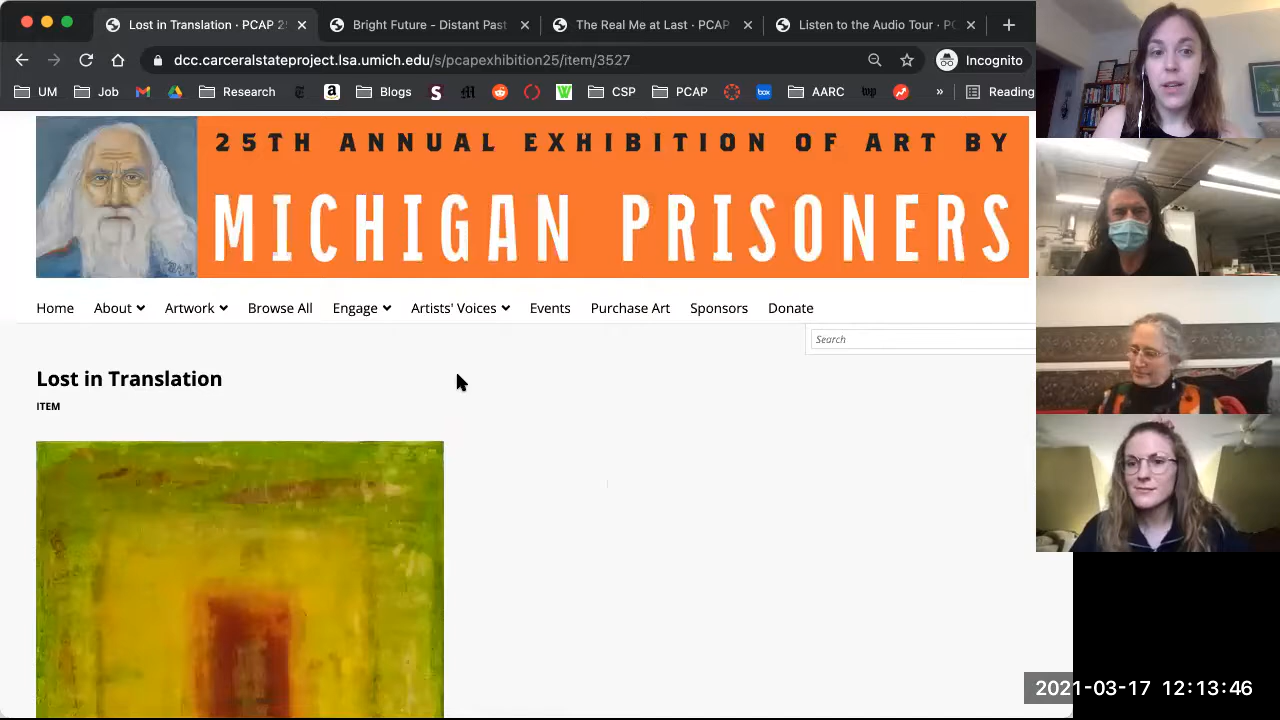 Lost in Translation · PCAP 2
Bright Future - Distant Past
The Real Me at Last · PCAP
Listen to the Audio Tour · PC
dcc.carceralstateproject.lsa.umich.edu/s/pcapexhibition25/item/3527
Incognito
UM
Job
Research
Blogs
CSP
PCAP
box
AARC
wp
»
Reading
25TH ANNUAL EXHIBITION OF ART BY
MICHIGAN PRISONERS
Home
About
Artwork
Browse All
Engage
Artists' Voices
Events
Purchase Art
Sponsors
Donate
Search
Lost in Translation
ITEM
2021-03-17 12:13:46